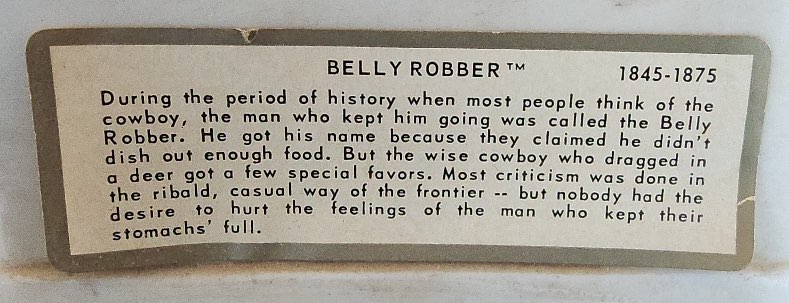 BELLY ROBBER™ 1845-1875
During the period of history when most people think of the
cowboy, the man who kept him going was called the Belly
Robber. He got his name because they claimed he didn't
dish out enough food. But the wise cowboy who dragged in
a deer got a few special favors. Most criticism was done in
the ribald, casual way of the frontier -- but nobody had the
desire to hurt the feelings of the man who kept their
stomachs' full.